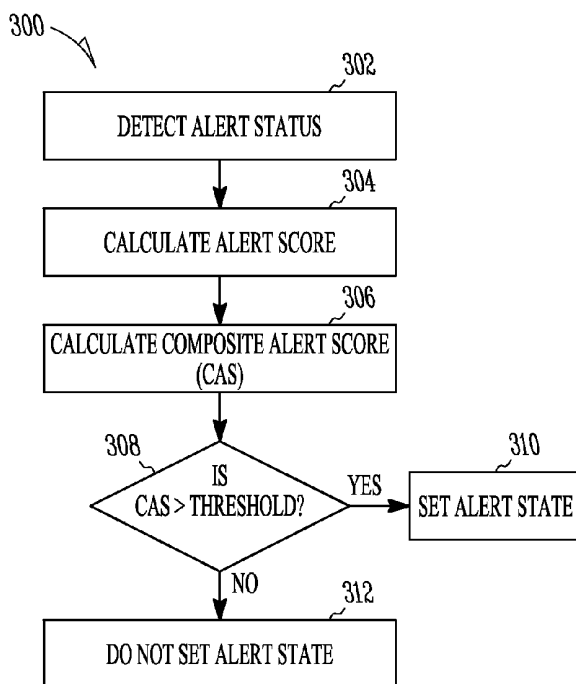 300
302
DETECT ALERT STATUS
304
CALCULATE ALERT SCORE
306
CALCULATE COMPOSITE ALERT SCORE
(CAS)
308
IS
CAS > THRESHOLD?
YES
310
SET ALERT STATE
NO
312
DO NOT SET ALERT STATE